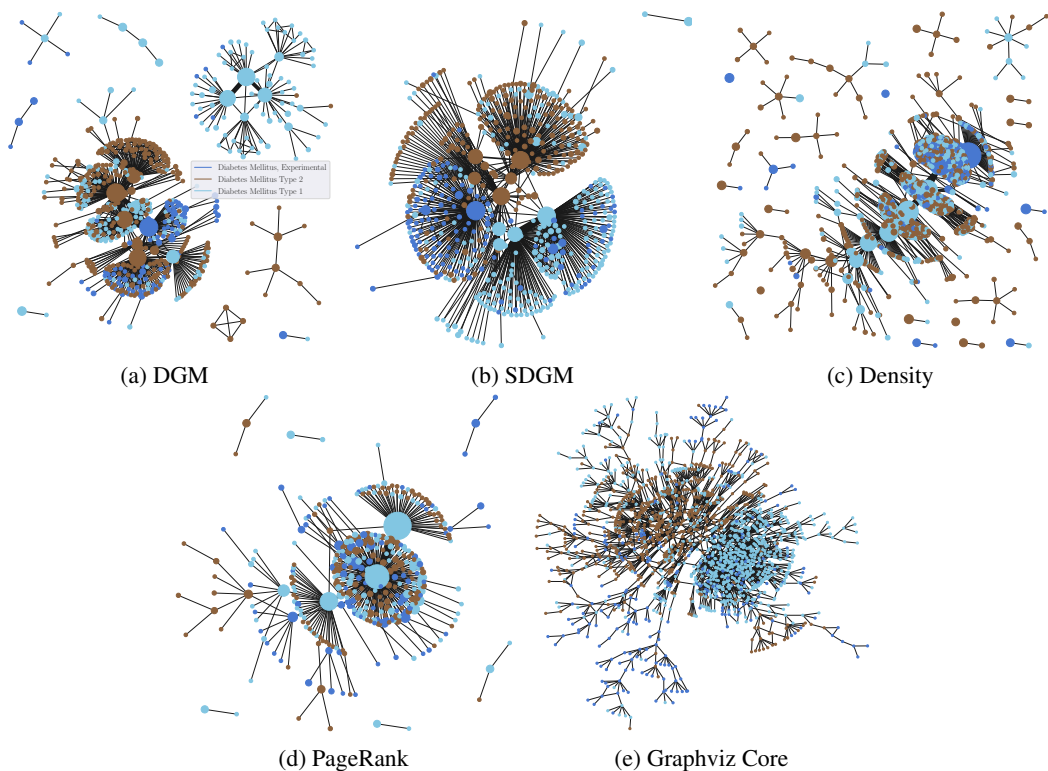 Diabetes Mellitus, Experimental
Diabetes Mellitus Type 2
Diabetes Mellitus Type 1
(a) DGM
(b) SDGM
(c) Density
(d) PageRank
(e) Graphviz Core